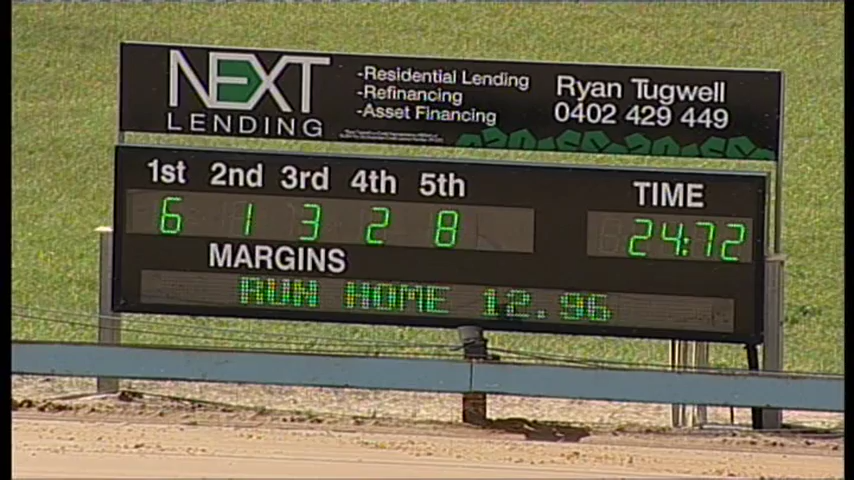 NEXT
LENDING
-Residential Lending
-Refinancing
-Asset Financing
Ryan Tugwell
0402 429 449
1st 2nd 3rd 4th 5th TIME
6 1 3 2 8 24:72
MARGINS
RUN HOME 12.96